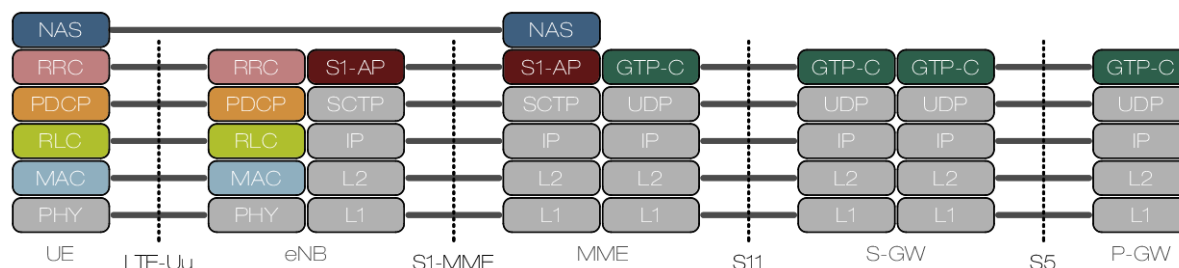 NAS NAS
RRC RRC S1-AP S1-AP GTP-C GTP-C GTP-C GTP-C
PDCP PDCP SCTP SCTP UDP UDP UDP UDP
RLC RLC IP IP IP IP IP IP
MAC MAC L2 L2 L2 L2 L2 L2
PHY PHY L1 L1 L1 L1 L1 L1
UE LTE-Uu eNB S1-MME MME S11 S-GW S5 P-GW